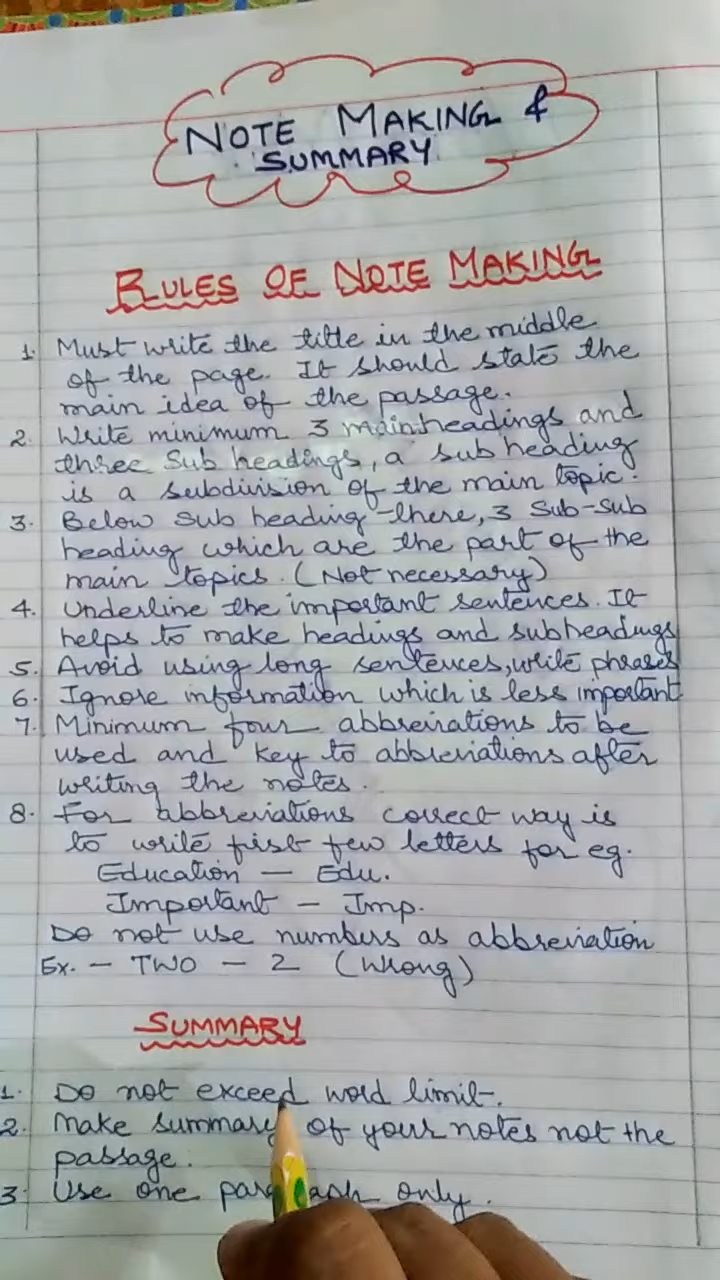 NOTE MAKING &
SUMMARY
RULES OF NOTE MAKING
1. Must write the title in the middle
of the page. It should state the
main idea of the passage.
2. Write minimum 3 main headings and
three Sub headings, a sub heading
is a subdivision of the main topic.
3. Below sub heading there, 3 Sub-sub
heading which are the part of the
main topics. (Not necessary)
4. Underline the important sentences. It
helps to make headings and subheadings
5. Avoid using long sentences, write phrases
6. Ignore information which is less important
7. Minimum four abbreviations to be
used and key to abbreviations after
writing the notes.
8. For abbreviations correct way is
to write first few letters for eg.
Education — Edu.
Important – Imp.
Do not use numbers as abbreviation
Ex. – TWO – 2 (Wrong)
SUMMARY
1. Do not exceed word limit.
2. Make summary of your notes not the
passage.
3. Use one paragraph only.